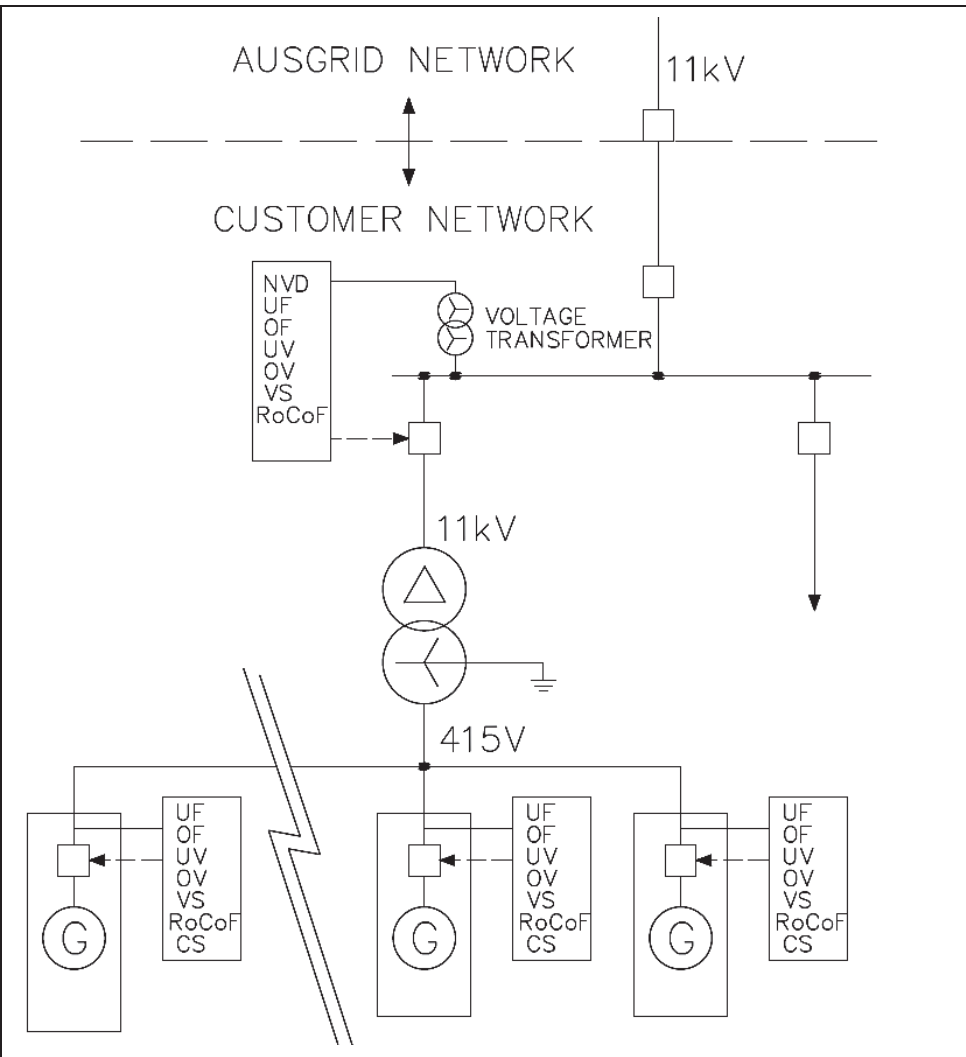 AUSGRID NETWORK
11kV
CUSTOMER NETWORK
NVD
UF
OF
UV
OV
VS
RoCoF
VOLTAGE
TRANSFORMER
11kV
415V
UF
OF
UV
OV
VS
RoCoF
CS
G
UF
OF
UV
OV
VS
RoCoF
CS
G
UF
OF
UV
OV
VS
RoCoF
CS
G